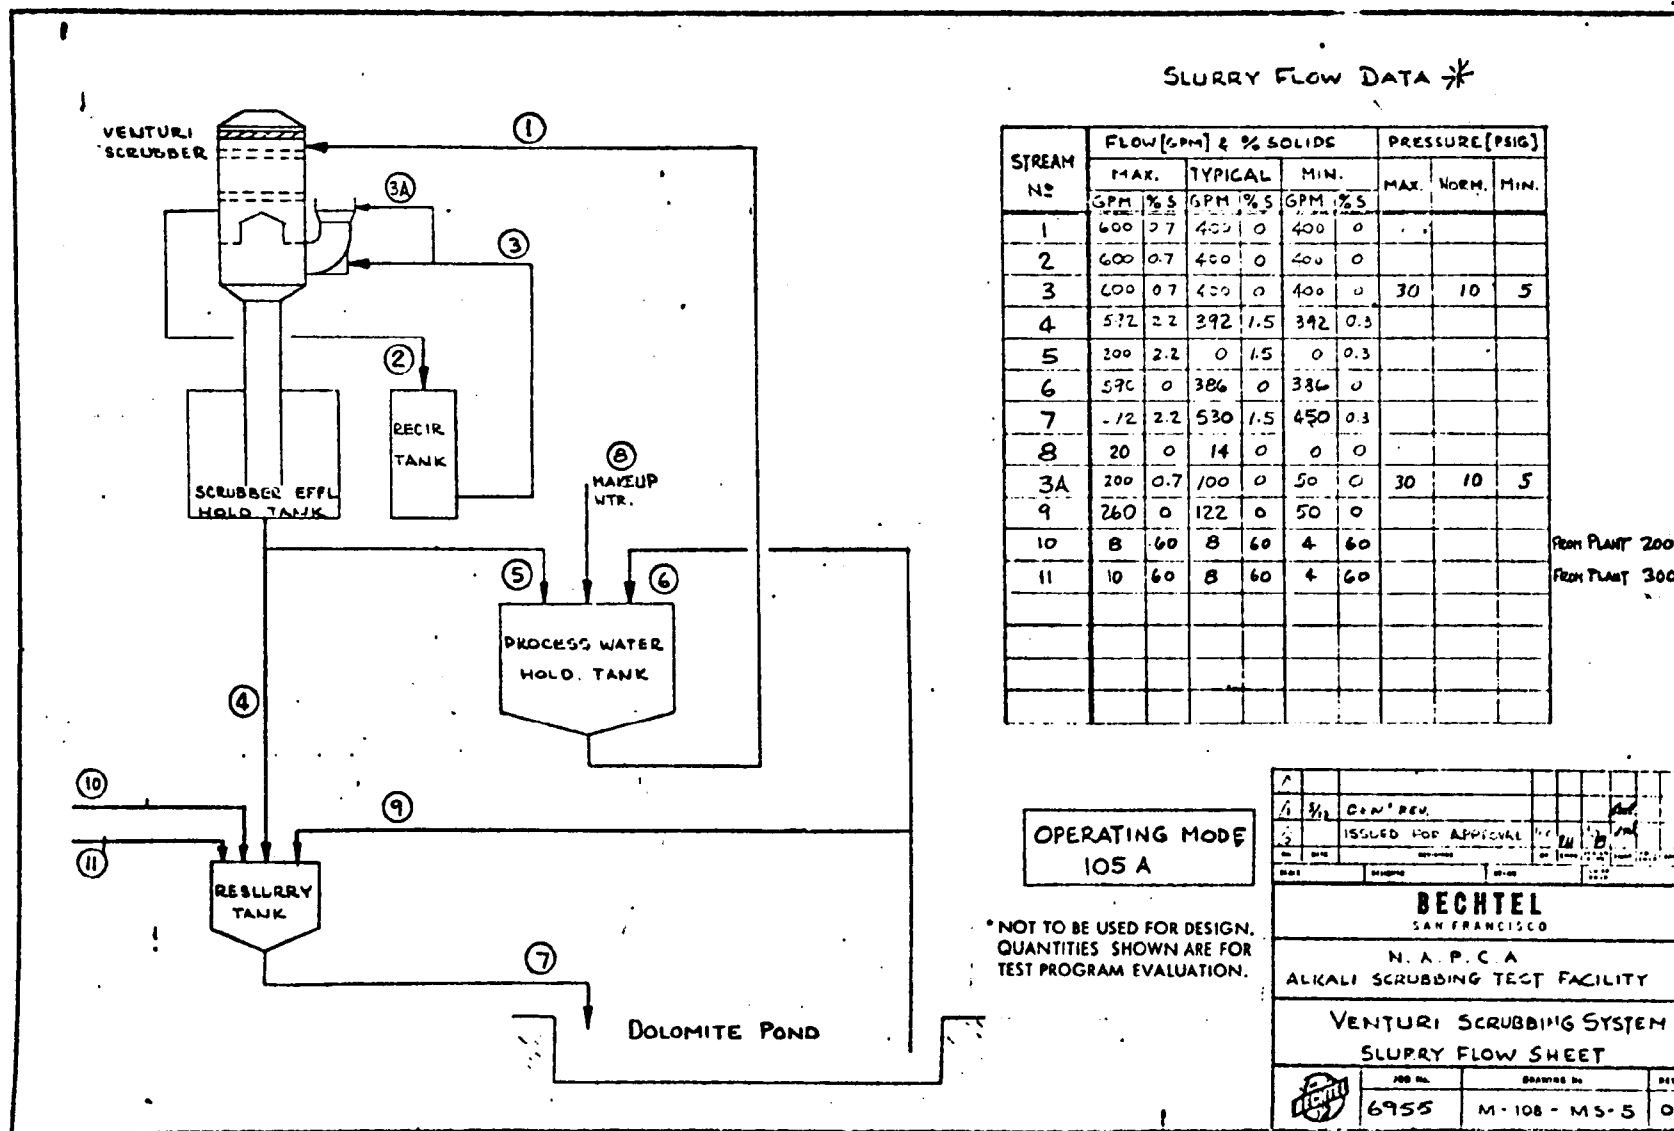 SLURRY FLOW DATA *
VENTURI
SCRUBBER
1
3A
3
2
RECIR
TANK
SCRUBBER EFFL
HOLD TANK
8
MAKEUP
WTR.
5
6
PROCESS WATER
HOLD. TANK
4
10
9
11
RESLURRY
TANK
7
DOLOMITE POND
STREAM
Nº
FLOW [GPM] & % SOLIDS PRESSURE [PSIG]
MAX. TYPICAL MIN. MAX. NORM. MIN.
GPM % S GPM % S GPM % S
1 600 400 0 400 0
2 600 0.7 400 0 400 0
3 600 0.7 400 0 400 0 30 10 5
4 2.2 392 1.5 392 0.3
5 200 2.2 0 1.5 0 0.3
6 0 386 0 386 0
7 2.2 530 1.5 450 0.3
8 20 0 14 0 0 0
3A 200 0.7 100 0 50 0 30 10 5
9 260 0 122 0 50 0
10 8 60 8 60 4 60 FROM PLANT 200
11 10 60 8 60 4 60 FROM PLANT 300
OPERATING MODE
105 A
* NOT TO BE USED FOR DESIGN.
QUANTITIES SHOWN ARE FOR
TEST PROGRAM EVALUATION.
REV.
ISSUED FOR APPROVAL
BECHTEL
SAN FRANCISCO
N. A. P. C. A
ALKALI SCRUBBING TEST FACILITY
VENTURI SCRUBBING SYSTEM
SLURRY FLOW SHEET
JOB No. DRAWING No
6955 M-108-MS-5 0